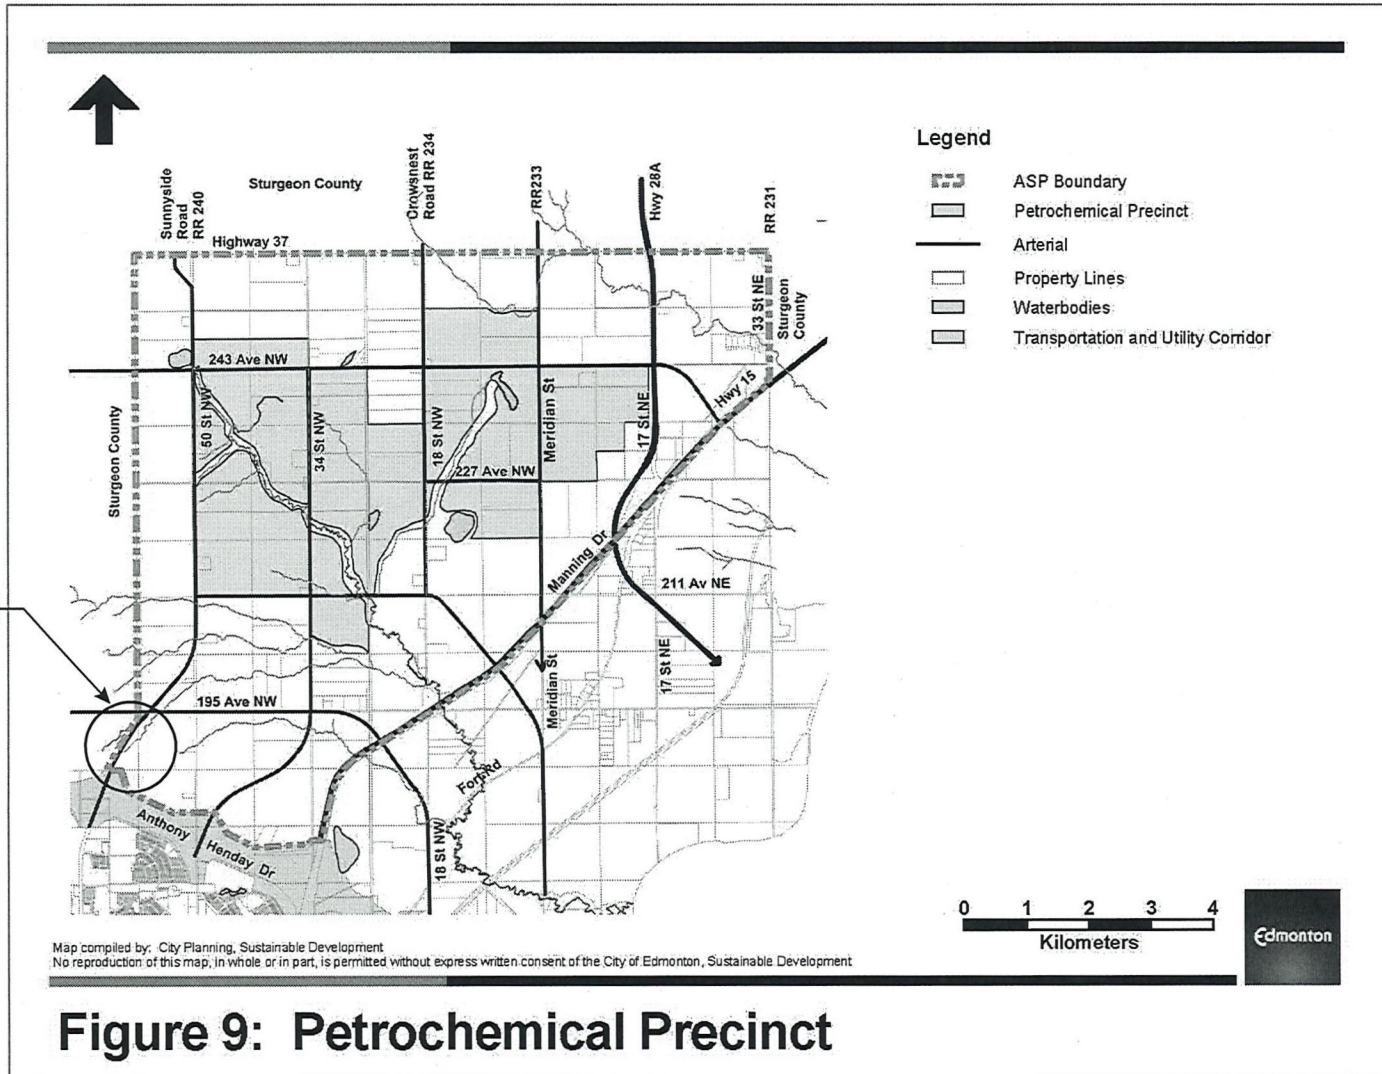 Legend
ASP Boundary
Petrochemical Precinct
Arterial
Property Lines
Waterbodies
Transportation and Utility Corridor
Sturgeon County
Sunnyside
Road
RR 240
Crowsnest
Road RR 234
RR233
Hwy 28A
RR 231
Highway 37
33 St NE
Sturgeon
County
243 Ave NW
Hwy 15
Sturgeon County
50 St NW
34 St NW
18 St NW
Meridian St
17 St NE
227 Ave NW
Manning Dr
211 Av NE
17 St NE
Meridian St
195 Ave NW
Fort Rd
Anthony
Henday Dr
18 St NW
0 1 2 3 4
Kilometers
Edmonton
Map compiled by: City Planning, Sustainable Development
No reproduction of this map, in whole or in part, is permitted without express written consent of the City of Edmonton, Sustainable Development
Figure 9: Petrochemical Precinct